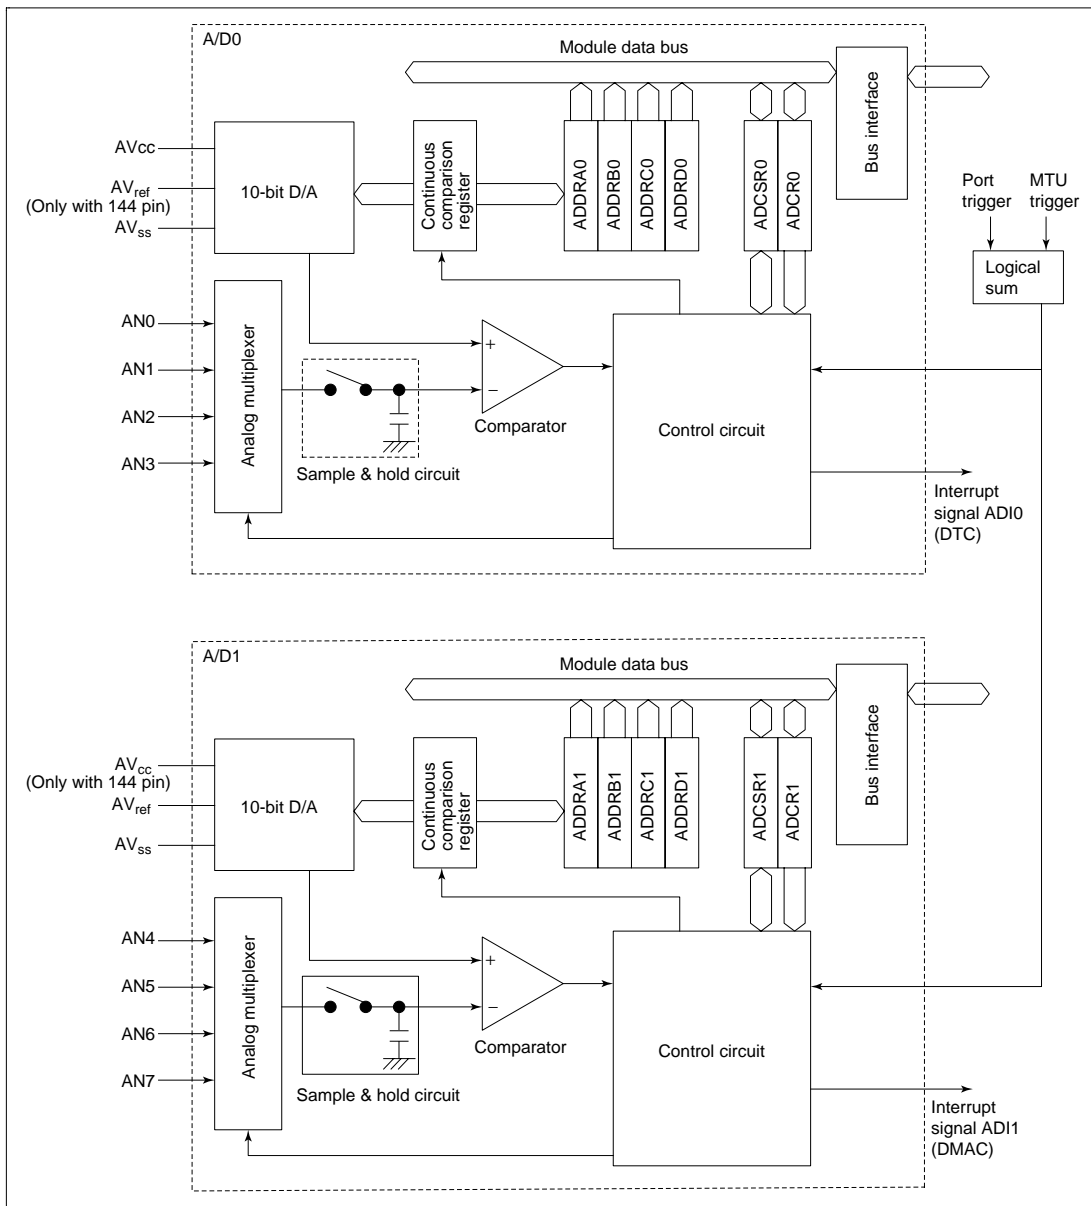 A/D0
Module data bus
Bus interface
AVcc
AVref
(Only with 144 pin)
AVss
10-bit D/A
Continuous
comparison
register
ADDRA0
ADDRB0
ADDRC0
ADDRD0
ADCSR0
ADCR0
Port
trigger
MTU
trigger
Logical
sum
AN0
AN1
AN2
AN3
Analog multiplexer
+
−
Comparator
Sample & hold circuit
Control circuit
Interrupt
signal ADI0
(DTC)
A/D1
Module data bus
Bus interface
AVcc
(Only with 144 pin)
AVref
AVss
10-bit D/A
Continuous
comparison
register
ADDRA1
ADDRB1
ADDRC1
ADDRD1
ADCSR1
ADCR1
AN4
AN5
AN6
AN7
Analog multiplexer
+
−
Comparator
Sample & hold circuit
Control circuit
Interrupt
signal ADI1
(DMAC)